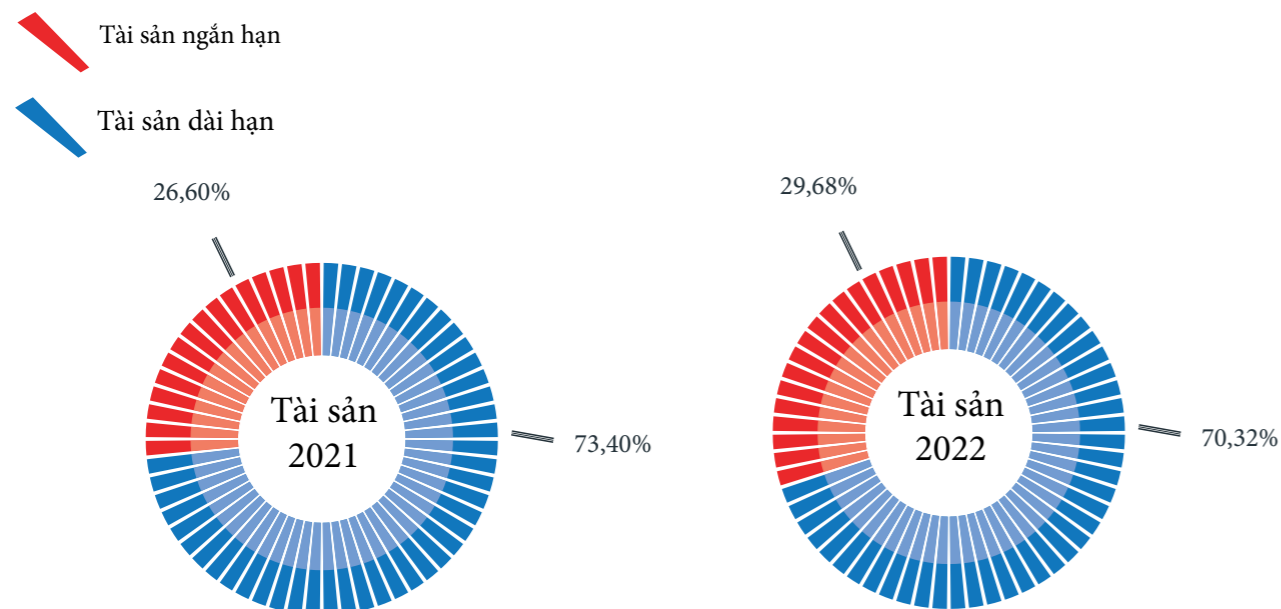 Tài sản ngắn hạn
Tài sản dài hạn
26,60%
73,40%
Tài sản
2021
29,68%
70,32%
Tài sản
2022